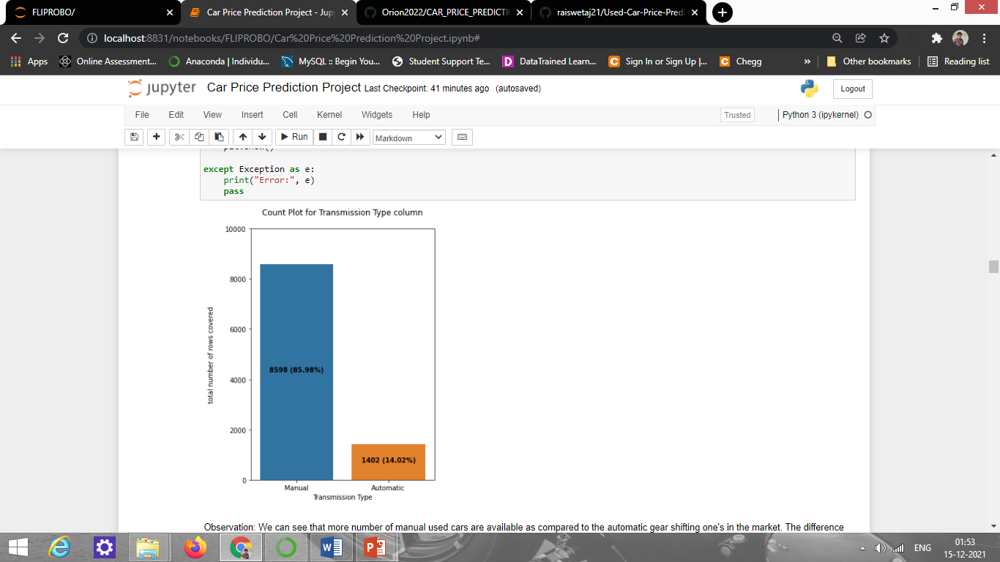 FLIPROBO/
Car Price Prediction Project - Jup
Orion2022/CAR_PRICE_PREDICTI
raiswetaj21/Used-Car-Price-Predi
localhost:8831/notebooks/FLIPROBO/Car%20Price%20Prediction%20Project.ipynb#
Apps
Online Assessment...
Anaconda | Individu...
MySQL :: Begin You...
Student Support Te...
DataTrained Learn...
Sign In or Sign Up |...
Chegg
»
Other bookmarks
Reading list
jupyter Car Price Prediction Project Last Checkpoint: 41 minutes ago (autosaved)
Logout
File Edit View Insert Cell Kernel Widgets Help
Trusted
Python 3 (ipykernel)
Run
Markdown
except Exception as e:
print("Error:", e)
pass
Count Plot for Transmission Type column
10000
8000
6000
4000
2000
0
total number of rows covered
8598 (85.98%)
1402 (14.02%)
Manual
Automatic
Transmission Type
Observation: We can see that more number of manual used cars are available as compared to the automatic gear shifting one's in the market. The difference
ENG
01:53
15-12-2021